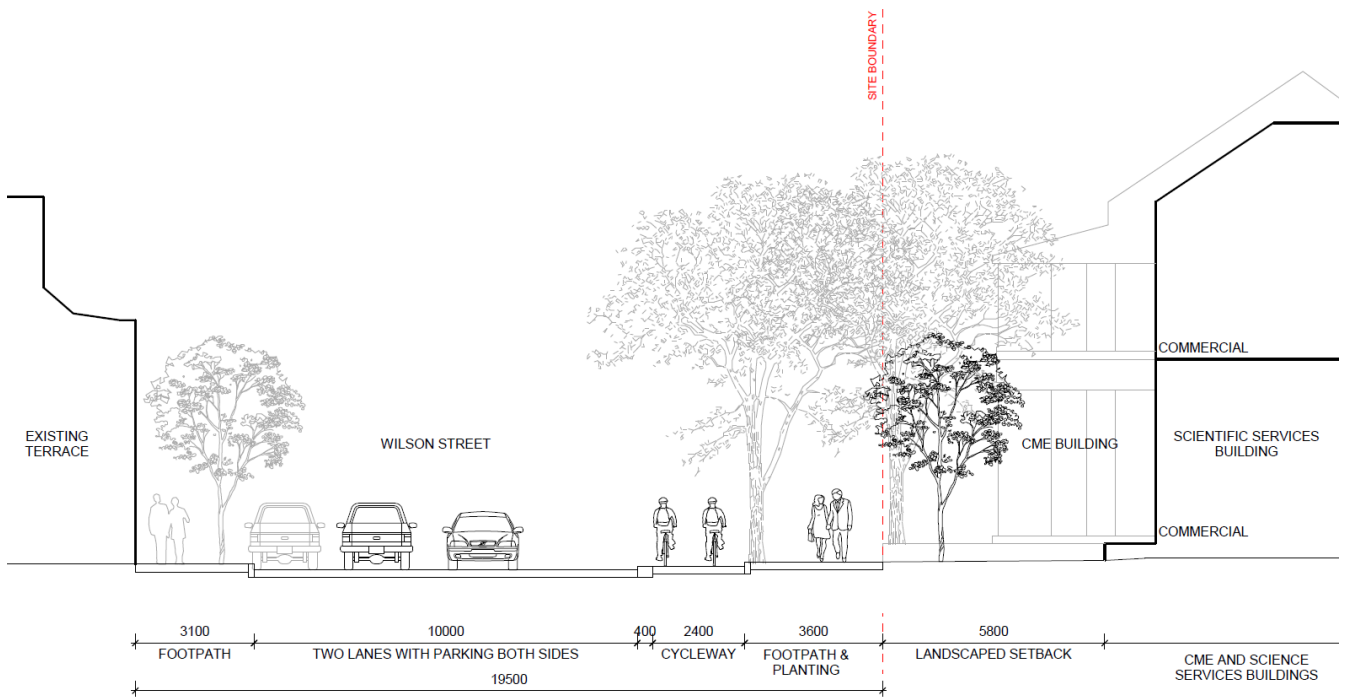 SITE BOUNDARY
COMMERCIAL
EXISTING
TERRACE
WILSON STREET
CME BUILDING
SCIENTIFIC SERVICES
BUILDING
COMMERCIAL
3100
10000
400
2400
3600
5800
FOOTPATH
TWO LANES WITH PARKING BOTH SIDES
CYCLEWAY
FOOTPATH &
PLANTING
LANDSCAPED SETBACK
CME AND SCIENCE
SERVICES BUILDINGS
19500